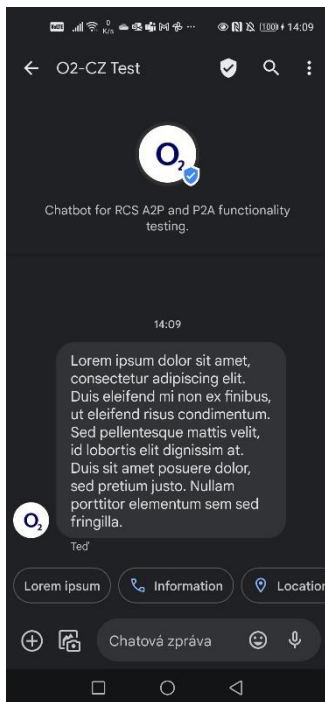 VoLTE 0 K/s 100 14:09
O2-CZ Test
O2
Chatbot for RCS A2P and P2A functionality
testing.
14:09
Lorem ipsum dolor sit amet,
consectetur adipiscing elit.
Duis eleifend mi non ex finibus,
ut eleifend risus condimentum.
Sed pellentesque mattis velit,
id lobortis elit dignissim at.
Duis sit amet posuere dolor,
sed pretium justo. Nullam
porttitor elementum sem sed
fringilla.
O2
Teď
Lorem ipsum Information Location
Chatová zpráva